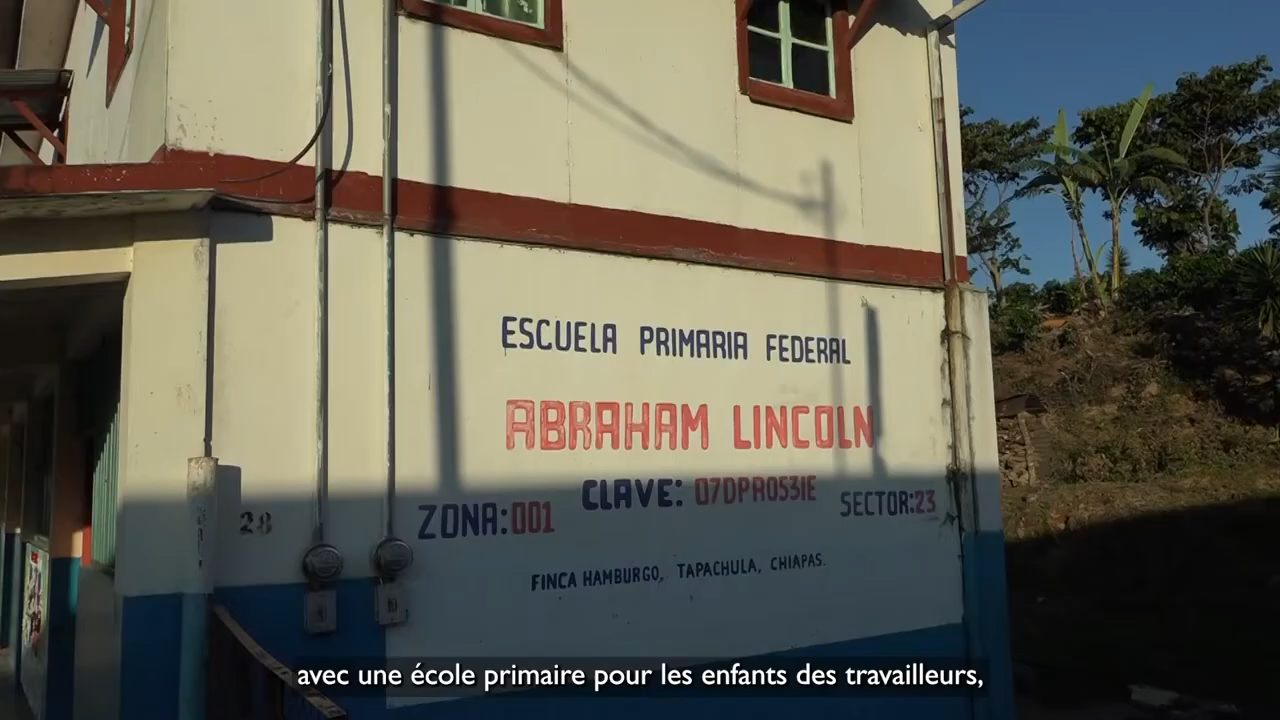 ESCUELA PRIMARIA FEDERAL
ABRAHAM LINCOLN
CLAVE: 07DPR0531E
ZONA:001
SECTOR:23
28
FINCA HAMBURGO, TAPACHULA, CHIAPAS.
avec une école primaire pour les enfants des travailleurs,